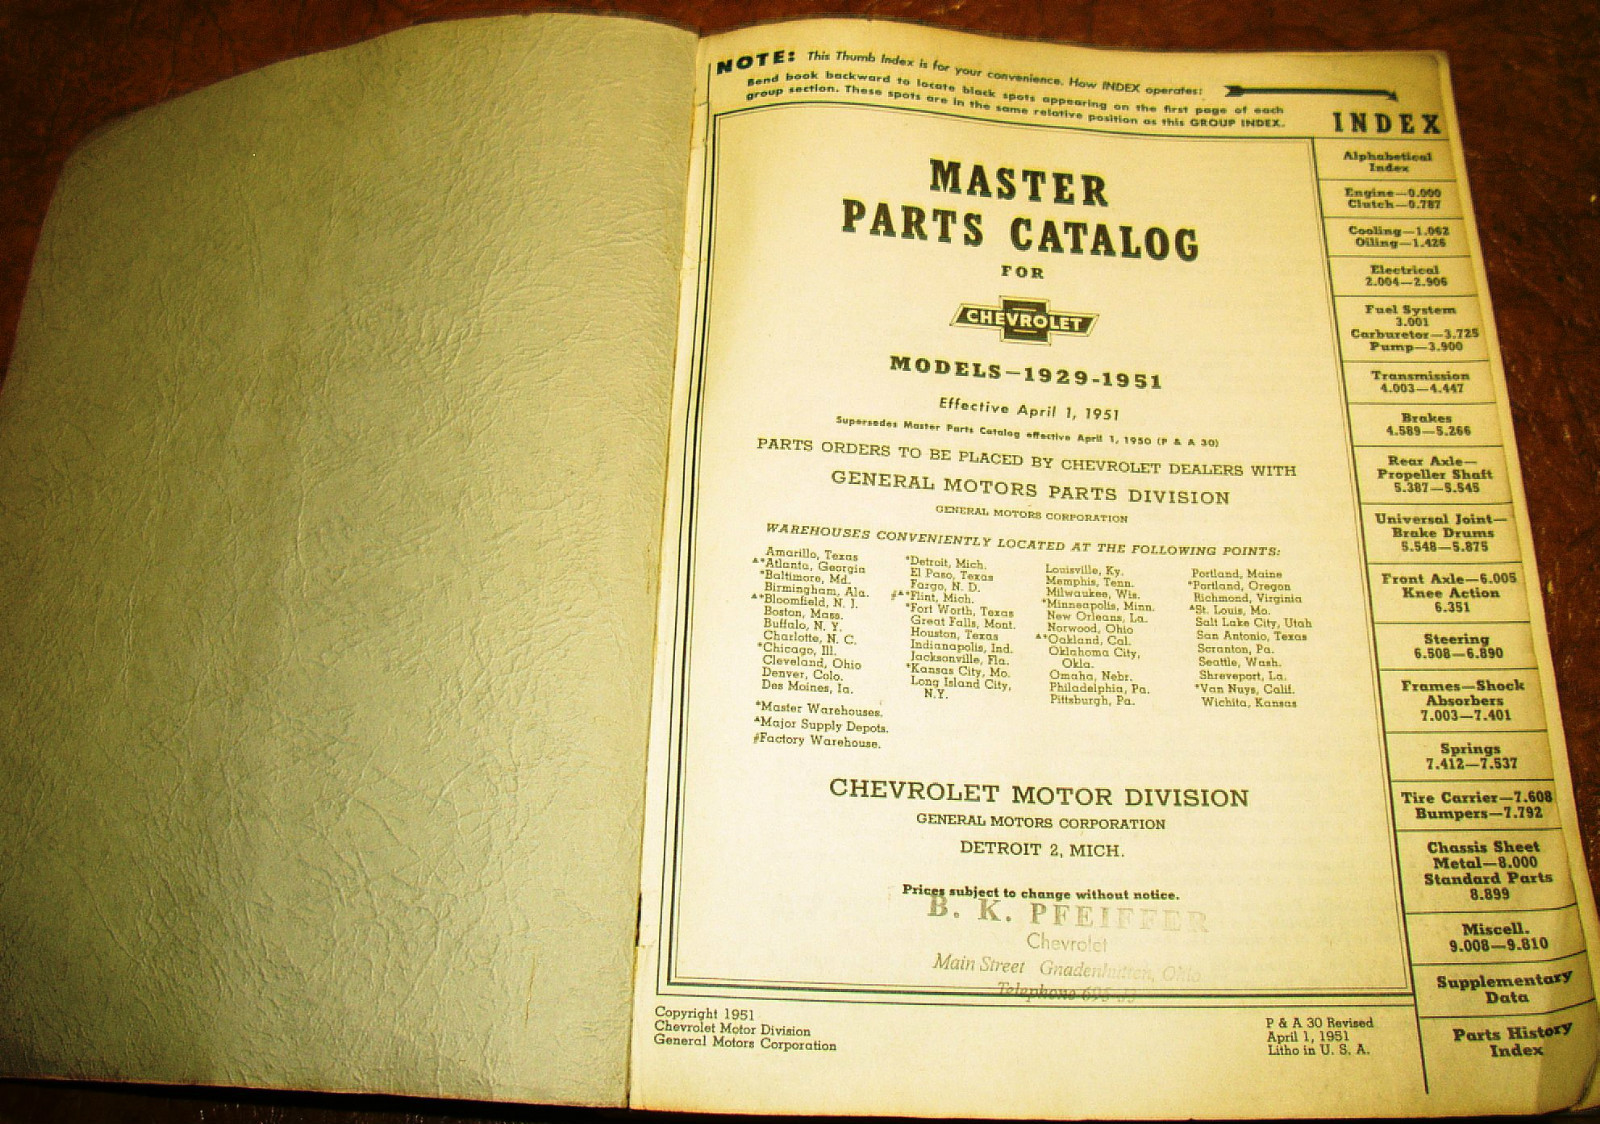 NOTE: This Thumb Index is for your convenience. How INDEX operates:
Bend book backward to locate black spots appearing on the first page of each
group section. These spots are in the same relative position as this GROUP INDEX.
MASTER
PARTS CATALOG
FOR
CHEVROLET
MODELS—1929-1951
Effective April 1, 1951
Supersedes Master Parts Catalog effective April 1, 1950 (P & A 30)
PARTS ORDERS TO BE PLACED BY CHEVROLET DEALERS WITH
GENERAL MOTORS PARTS DIVISION
GENERAL MOTORS CORPORATION
WAREHOUSES CONVENIENTLY LOCATED AT THE FOLLOWING POINTS:
Amarillo, Texas
▲*Atlanta, Georgia
*Baltimore, Md.
Birmingham, Ala.
▲*Bloomfield, N. J.
Boston, Mass.
Buffalo, N. Y.
Charlotte, N. C.
*Chicago, Ill.
Cleveland, Ohio
Denver, Colo.
Des Moines, Ia.
*Detroit, Mich.
El Paso, Texas
Fargo, N. D.
#▲*Flint, Mich.
*Fort Worth, Texas
Great Falls, Mont.
Houston, Texas
Indianapolis, Ind.
Jacksonville, Fla.
*Kansas City, Mo.
Long Island City,
N.Y.
Louisville, Ky.
Memphis, Tenn.
Milwaukee, Wis.
*Minneapolis, Minn.
New Orleans, La.
Norwood, Ohio
▲*Oakland, Cal.
Oklahoma City,
Okla.
Omaha, Nebr.
Philadelphia, Pa.
Pittsburgh, Pa.
Portland, Maine
*Portland, Oregon
Richmond, Virginia
▲St. Louis, Mo.
Salt Lake City, Utah
San Antonio, Texas
Scranton, Pa.
Seattle, Wash.
Shreveport, La.
*Van Nuys, Calif.
Wichita, Kansas
*Master Warehouses.
▲Major Supply Depots.
#Factory Warehouse.
CHEVROLET MOTOR DIVISION
GENERAL MOTORS CORPORATION
DETROIT 2, MICH.
Prices subject to change without notice.
B. K. PFEIFFER
Chevrolet
Main Street Gnadenhutten, Ohio
Telephone
Copyright 1951
Chevrolet Motor Division
General Motors Corporation
P & A 30 Revised
April 1, 1951
Litho in U. S. A.
INDEX
Alphabetical
Index
Engine—0.000
Clutch—0.787
Cooling—1.062
Oiling—1.426
Electrical
2.004—2.906
Fuel System
3.001
Carburetor—3.725
Pump—3.900
Transmission
4.003—4.447
Brakes
4.589—5.266
Rear Axle—
Propeller Shaft
5.387—5.545
Universal Joint—
Brake Drums
5.548—5.875
Front Axle—6.005
Knee Action
6.351
Steering
6.508—6.890
Frames—Shock
Absorbers
7.003—7.401
Springs
7.412—7.537
Tire Carrier—7.608
Bumpers—7.792
Chassis Sheet
Metal—8.000
Standard Parts
8.899
Miscell.
9.008—9.810
Supplementary
Data
Parts History
Index